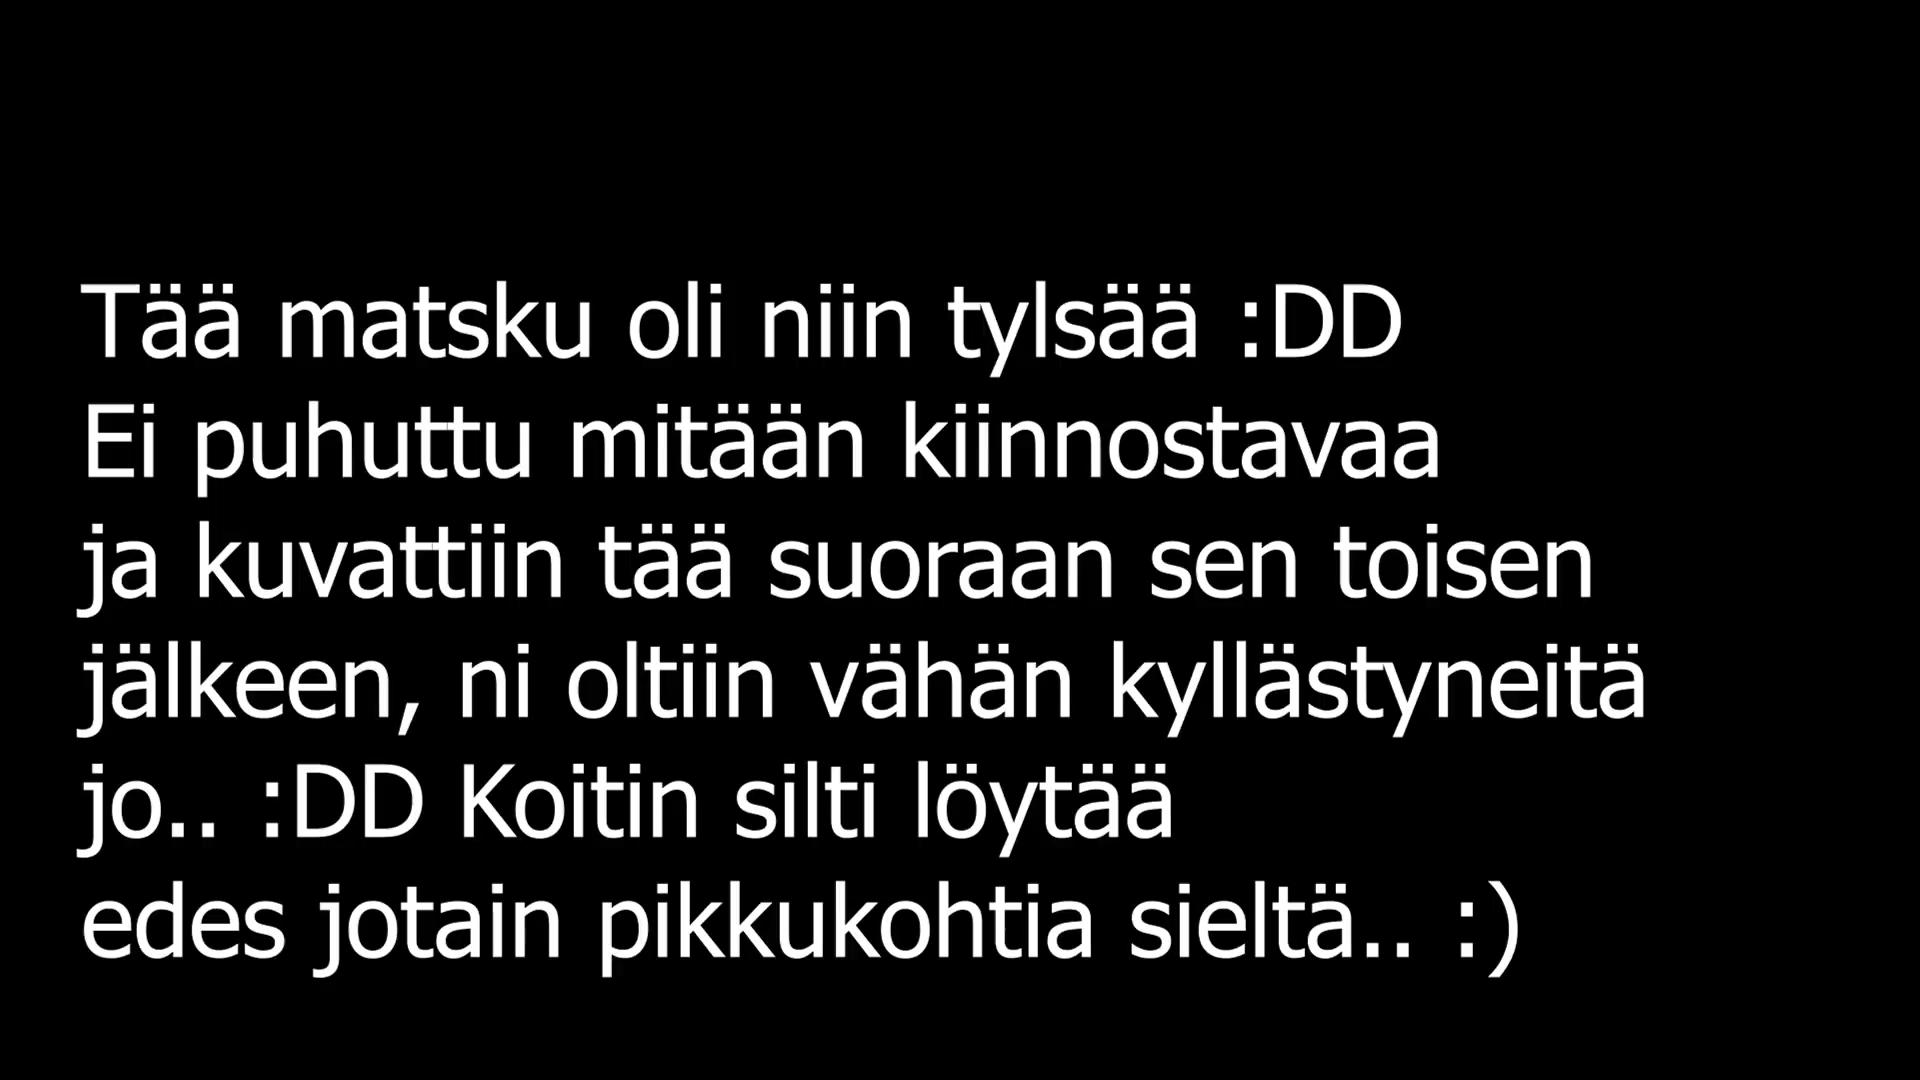 Tää matsku oli niin tylsää :DD
Ei puhuttu mitään kiinnostavaa
ja kuvattiin tää suoraan sen toisen
jälkeen, ni oltiin vähän kyllästyneitä
jo.. :DD Koitin silti löytää
edes jotain pikkukohtia sieltä.. :)